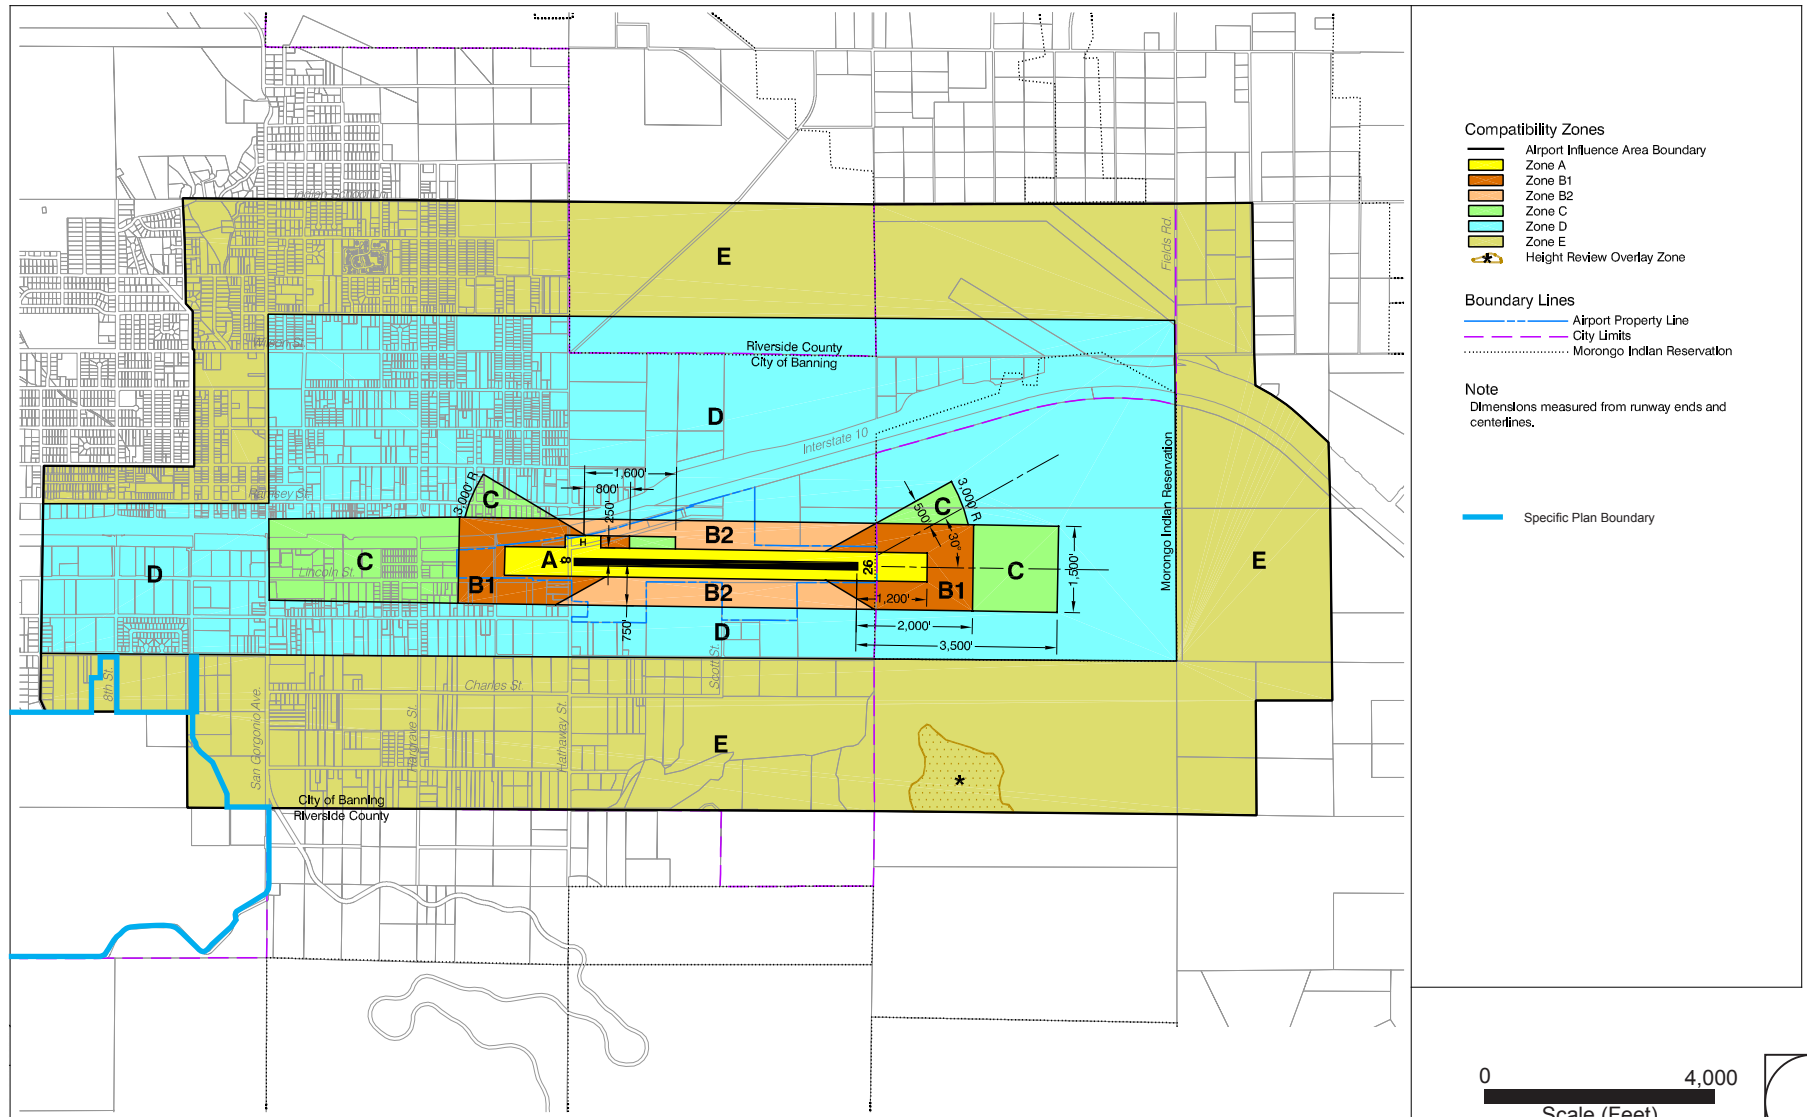 Compatibility Zones
Airport Influence Area Boundary
Zone A
Zone B1
Zone B2
Zone C
Zone D
Zone E
* Height Review Overlay Zone
Boundary Lines
Airport Property Line
City Limits
Morongo Indian Reservation
Note
Dimensions measured from runway ends and
centerlines.
Specific Plan Boundary
0 4,000
Scale (Feet)
E
Fields Rd.
Wilson St.
Riverside County
City of Banning
D
Interstate 10
Morongo Indian Reservation
Ramsey St.
1,600'
800'
250'
3,000' R
C
C
500'
3,000' R
30°
B2
H
A
8
26
C
Lincoln St.
B1
B2
B1
C
1,500'
E
D
1,200'
2,000'
3,500'
750'
D
Scott St.
8th St.
Charles St.
San Gorgonio Ave.
Hargrave St.
Hathaway St.
E
*
City of Banning
Riverside County